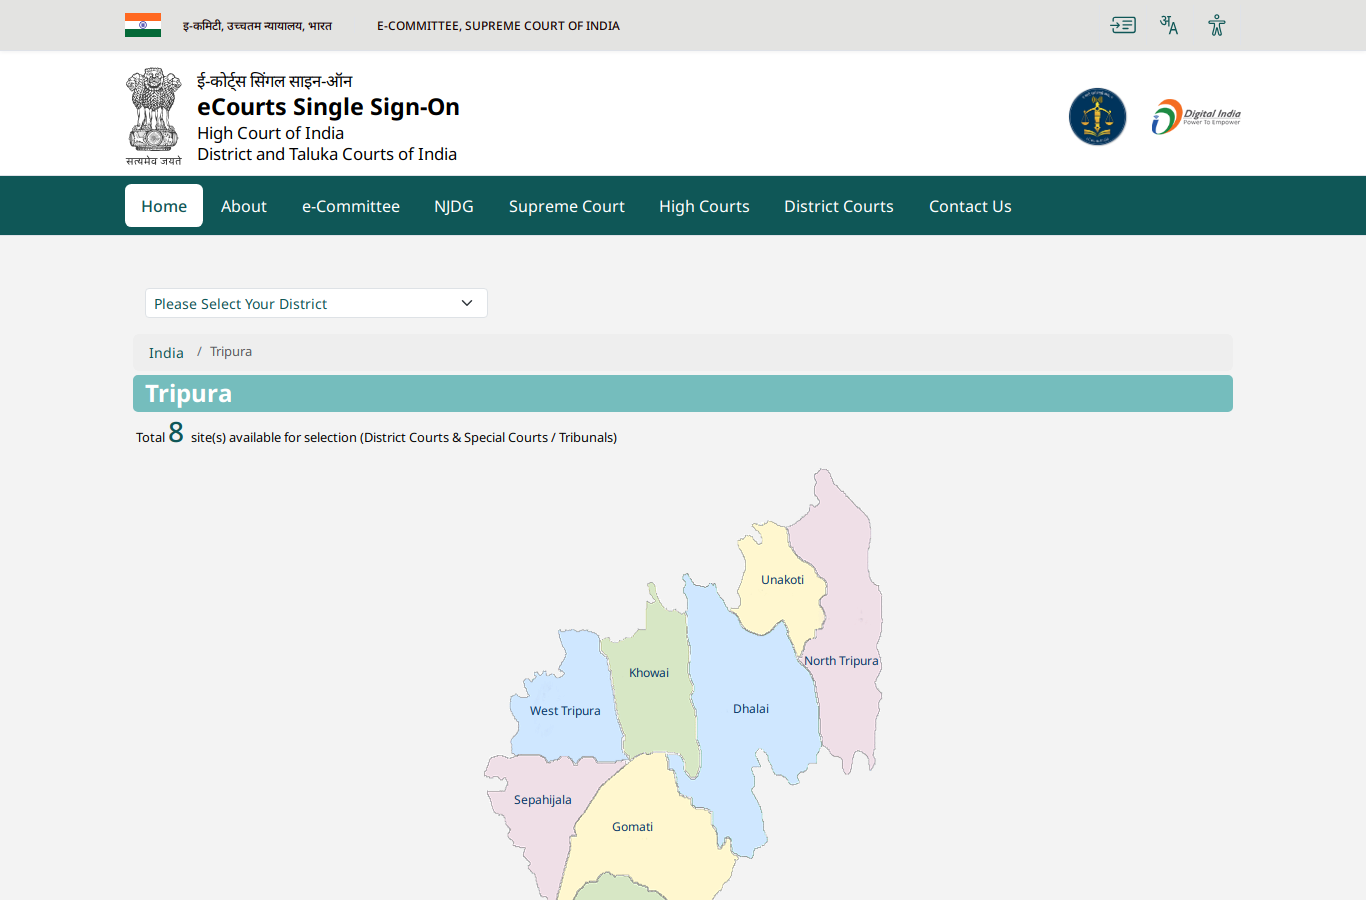 इ-कमिटी, उच्चतम न्यायालय, भारत
E-COMMITTEE, SUPREME COURT OF INDIA
अ
A
ई-कोर्ट्स सिंगल साइन-ऑन
eCourts Single Sign-On
High Court of India
District and Taluka Courts of India
सत्यमेव जयते
Digital India
Power To Empower
Home
About
e-Committee
NJDG
Supreme Court
High Courts
District Courts
Contact Us
Please Select Your District
India / Tripura
Tripura
Total 8 site(s) available for selection (District Courts & Special Courts / Tribunals)
Unakoti
North Tripura
Khowai
West Tripura
Dhalai
Sepahijala
Gomati